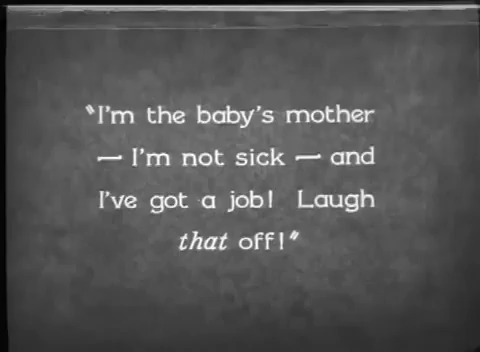 "I'm the baby's mother
— I'm not sick — and
I've got a job! Laugh
that off!"